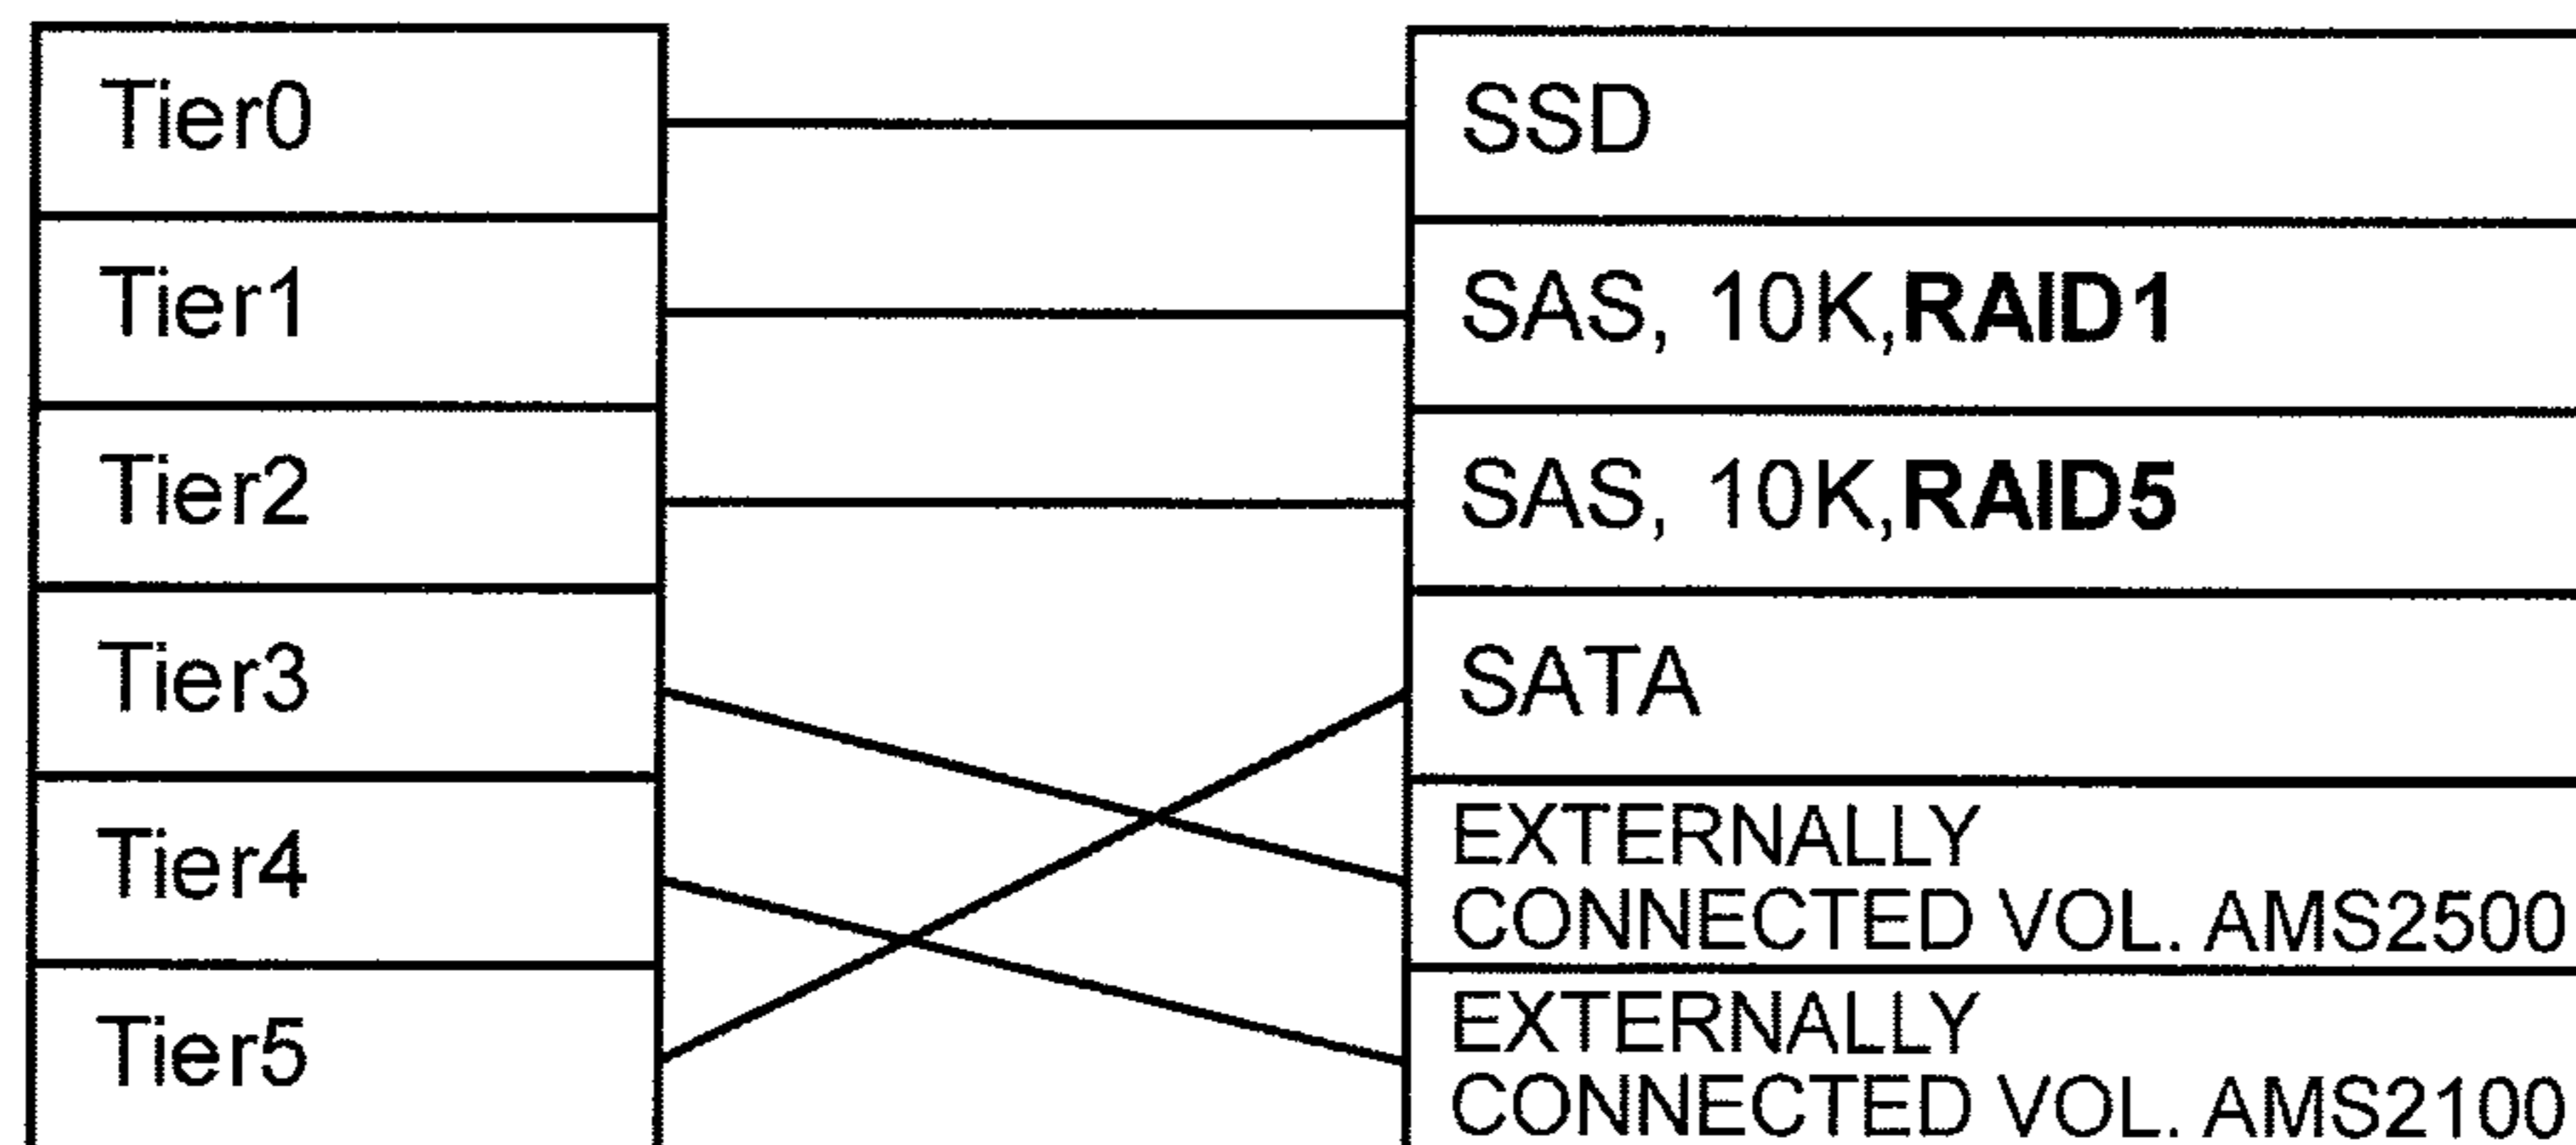 Tier0
SSD
Tier1
SAS, 10K,RAID1
Tier2
SAS, 10K,RAID5
Tier3
SATA
Tier4
EXTERNALLY
CONNECTED VOL. AMS2500
Tier5
EXTERNALLY
CONNECTED VOL. AMS2100